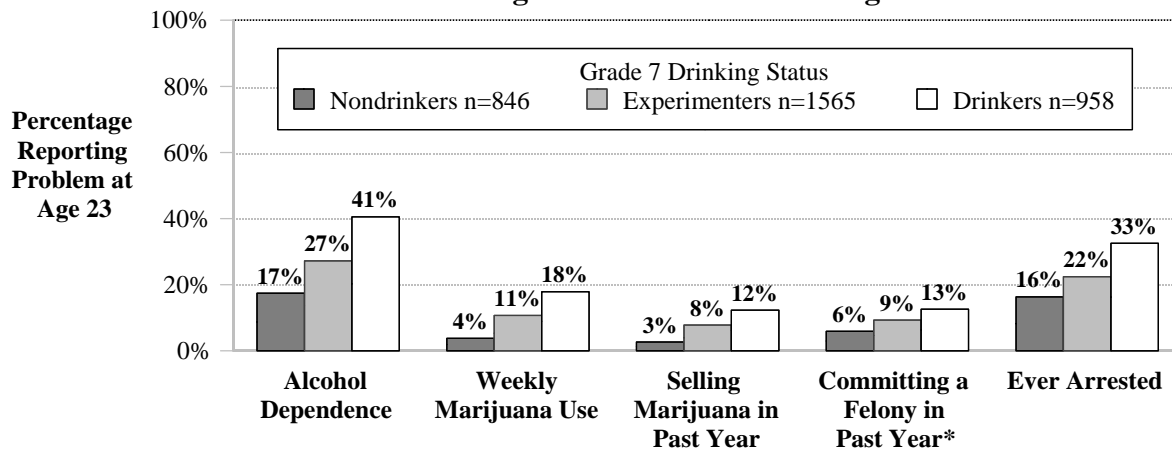 100%
80%
60%
40%
20%
0%
Percentage
Reporting
Problem at
Age 23
Grade 7 Drinking Status
Nondrinkers n=846 Experimenters n=1565 Drinkers n=958
17% 27% 41%
4% 11% 18%
3% 8% 12%
6% 9% 13%
16% 22% 33%
Alcohol
Dependence
Weekly
Marijuana Use
Selling
Marijuana in
Past Year
Committing a
Felony in
Past Year*
Ever Arrested